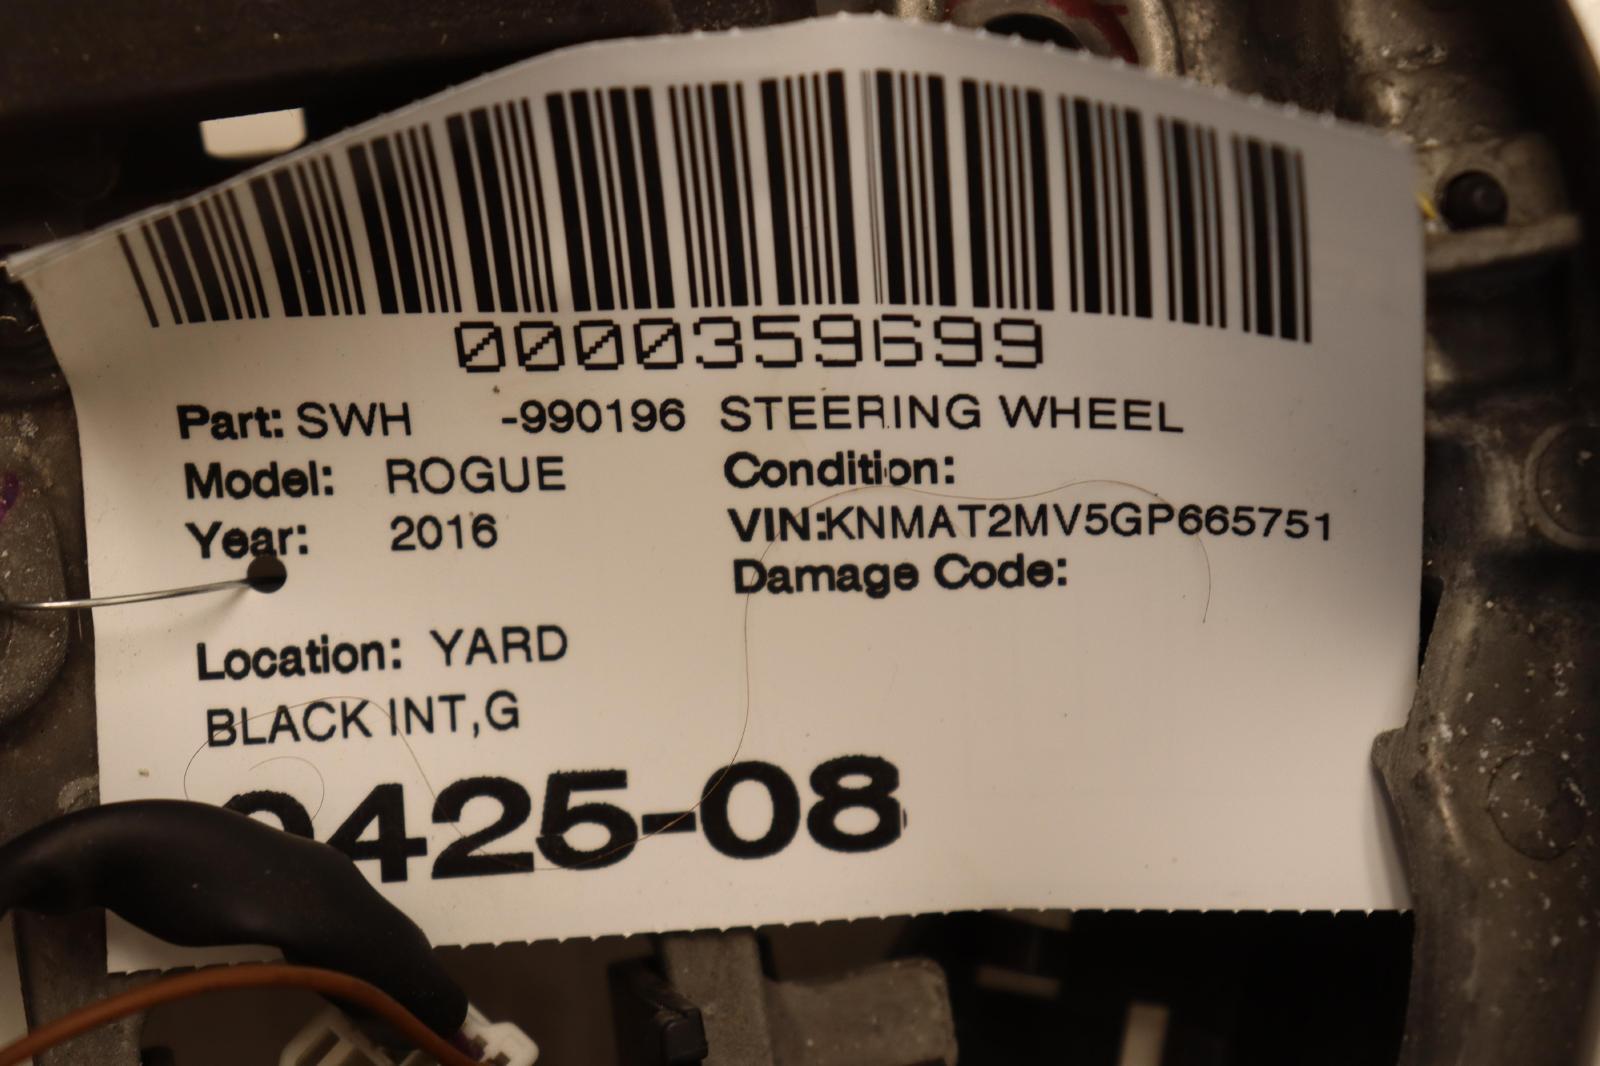 0000359699
Part: SWH -990196 STEERING WHEEL
Model: ROGUE Condition:
Year: 2016 VIN:KNMAT2MV5GP665751
Damage Code:
Location: YARD
BLACK INT,G
0425-08